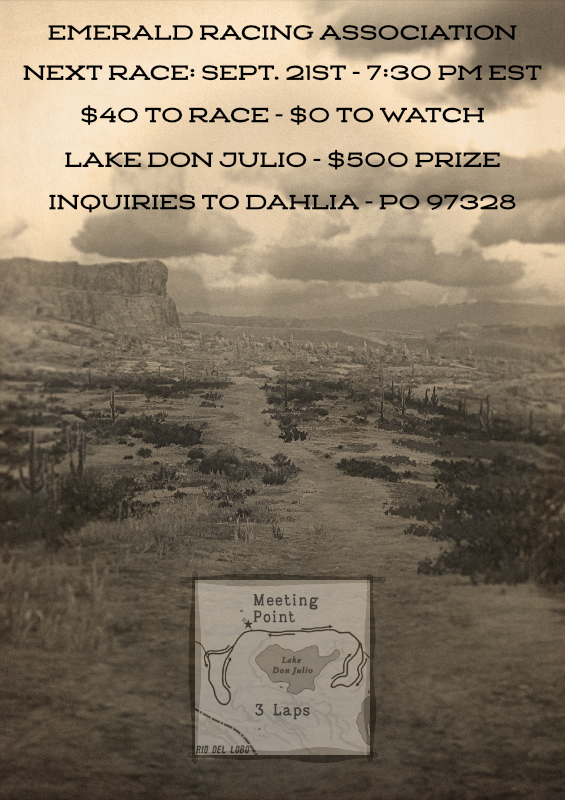 EMERALD RACING ASSOCIATION
NEXT RACE: SEPT. 21ST - 7:30 PM EST
$40 TO RACE - $0 TO WATCH
LAKE DON JULIO - $500 PRIZE
INQUIRIES TO DAHLIA - PO 97328
Meeting
Point
Lake
Don Julio
3 Laps
RIO DEL LOBO